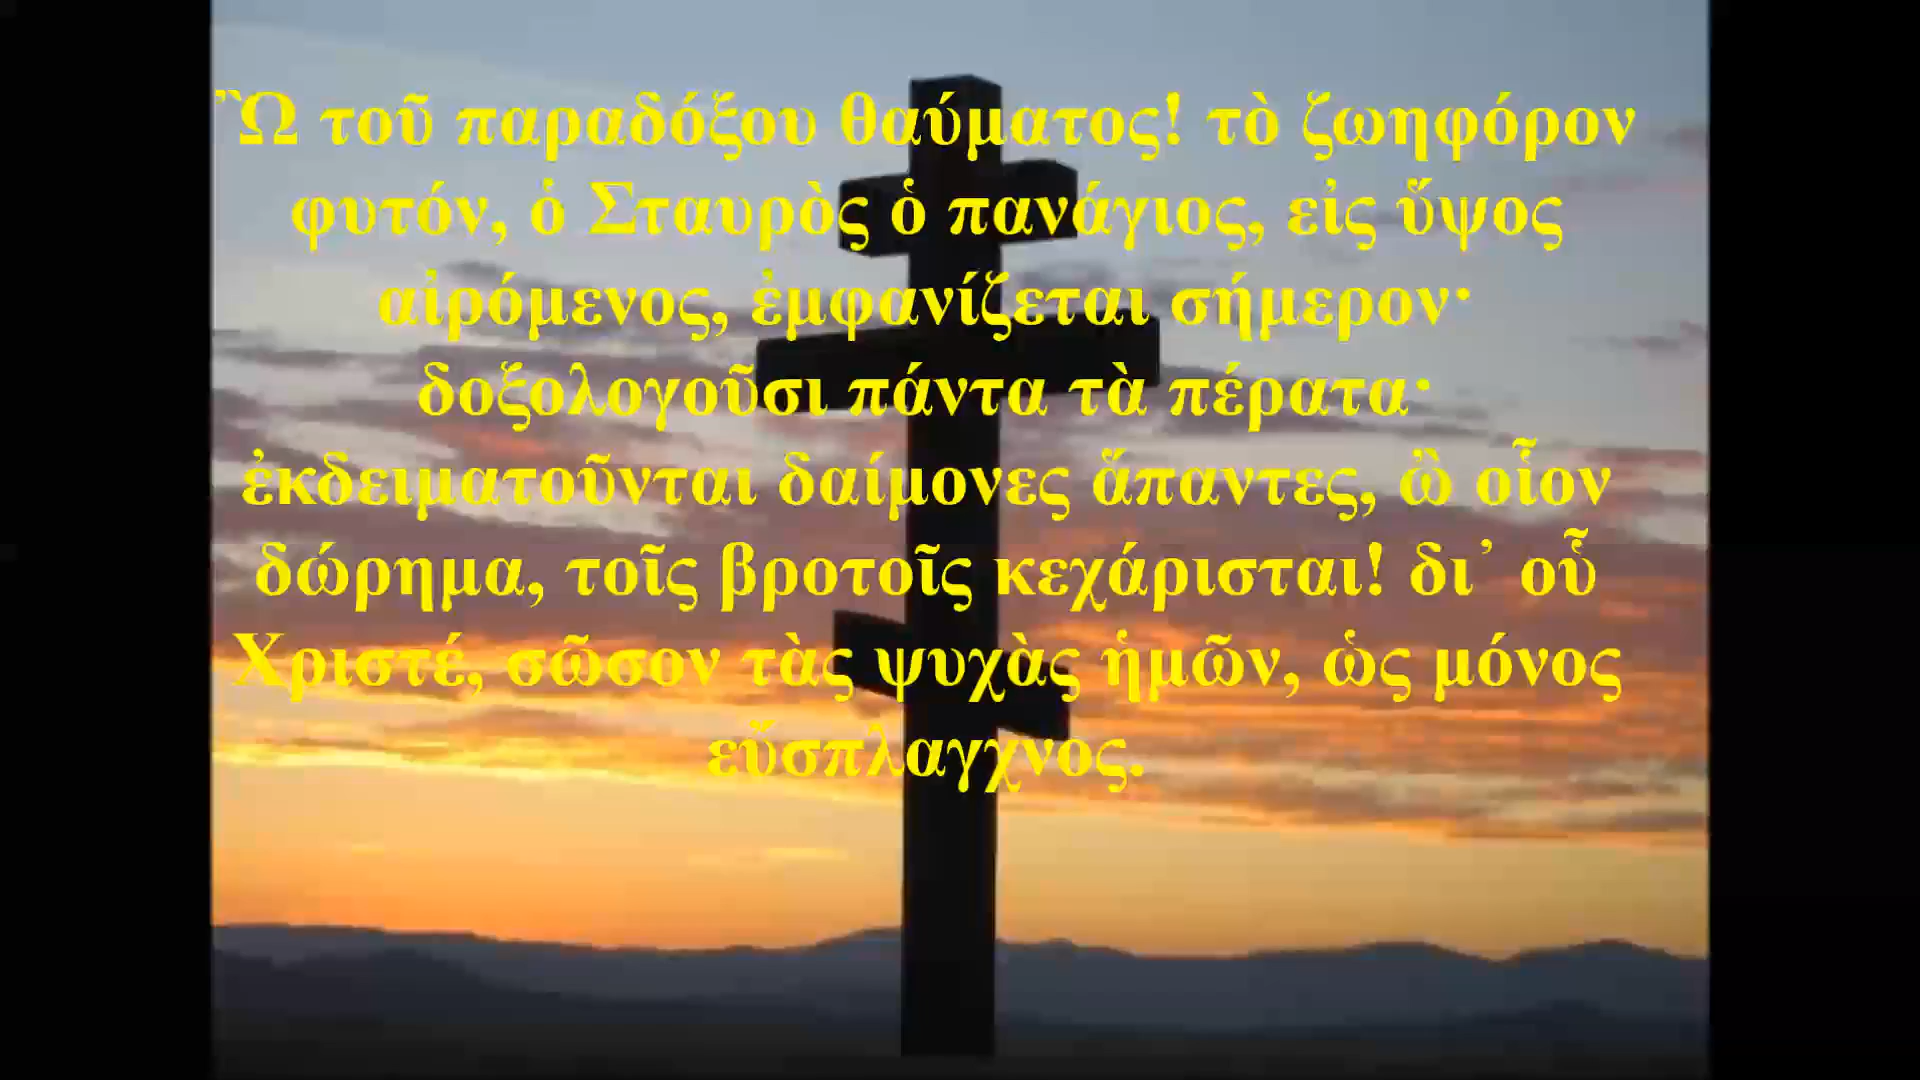 Ὢ τοῦ παραδόξου θαύματος! τὸ ζωηφόρον
φυτόν, ὁ Σταυρὸς ὁ πανάγιος, εἰς ὕψος
αἰρόμενος, ἐμφανίζεται σήμερον·
δοξολογοῦσι πάντα τὰ πέρατα·
ἐκδειματοῦνται δαίμονες ἅπαντες, ὢ οἷον
δώρημα, τοῖς βροτοῖς κεχάρισται! δι᾽ οὗ
Χριστέ, σῶσον τὰς ψυχὰς ἡμῶν, ὡς μόνος
εὔσπλαγχνος.